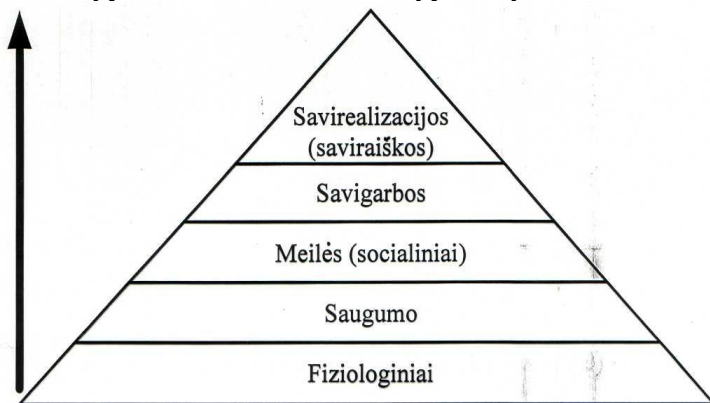 Savirealizacijos
(saviraiškos)
Savigarbos
Meilės (socialiniai)
Saugumo
Fiziologiniai